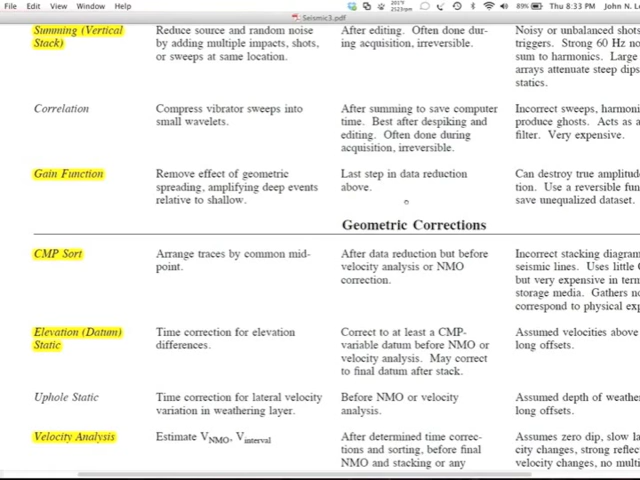 File Edit View Go Tools Bookmarks Window Help
201°F
2523rpm
89%
Thu 8:33 PM
John N. Lo
Seismic3.pdf
Summing (Vertical
Stack)
Reduce source and random noise
by adding multiple impacts, shots,
or sweeps at same location.
After editing. Often done dur-
ing acquisition, irreversible.
Noisy or unbalanced shots
triggers. Strong 60 Hz no
sum to harmonics. Large
arrays attenuate steep dips
statics.
Correlation
Compress vibrator sweeps into
small wavelets.
After summing to save computer
time. Best after despiking and
editing. Often done during
acquisition, irreversible.
Incorrect sweeps, harmoni
produce ghosts. Acts as a
filter. Very expensive.
Gain Function
Remove effect of geometric
spreading, amplifying deep events
relative to shallow.
Last step in data reduction
above.
Can destroy true amplitud
tion. Use a reversible fun
save unequalized dataset.
Geometric Corrections
CMP Sort
Arrange traces by common mid-
point.
After data reduction but before
velocity analysis or NMO
correction.
Incorrect stacking diagram
seismic lines. Uses little C
but very expensive in term
storage media. Gathers no
correspond to physical exp
Elevation (Datum)
Static
Time correction for elevation
differences.
Correct to at least a CMP-
variable datum before NMO or
velocity analysis. May correct
to final datum after stack.
Assumed velocities above
long offsets.
Uphole Static
Time correction for lateral velocity
variation in weathering layer.
Before NMO or velocity
analysis.
Assumed depth of weathe
long offsets.
Velocity Analysis
Estimate VNMO, Vinterval
After determined time correc-
tions and sorting, before final
NMO and stacking or any
Assumes zero dip, slow la
city changes, strong reflec
velocity changes, no multi